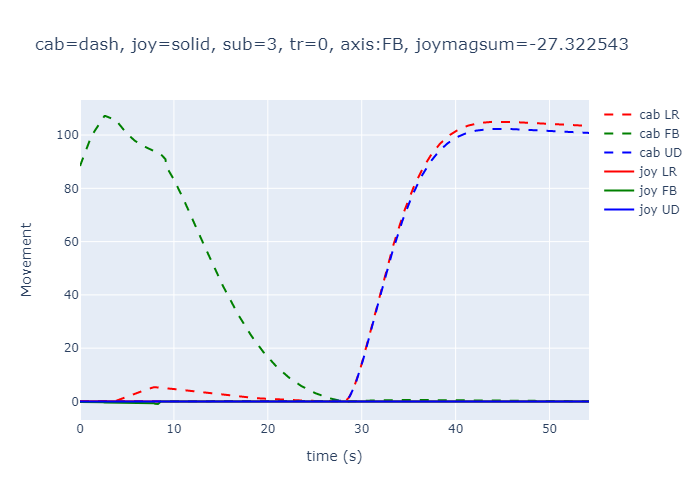 cab=dash, joy=solid, sub=3, tr=0, axis:FB, joymagsum=-27.322543
cab LR
cab FB
cab UD
joy LR
joy FB
joy UD
Movement
100
80
60
40
20
0
0 10 20 30 40 50
time (s)